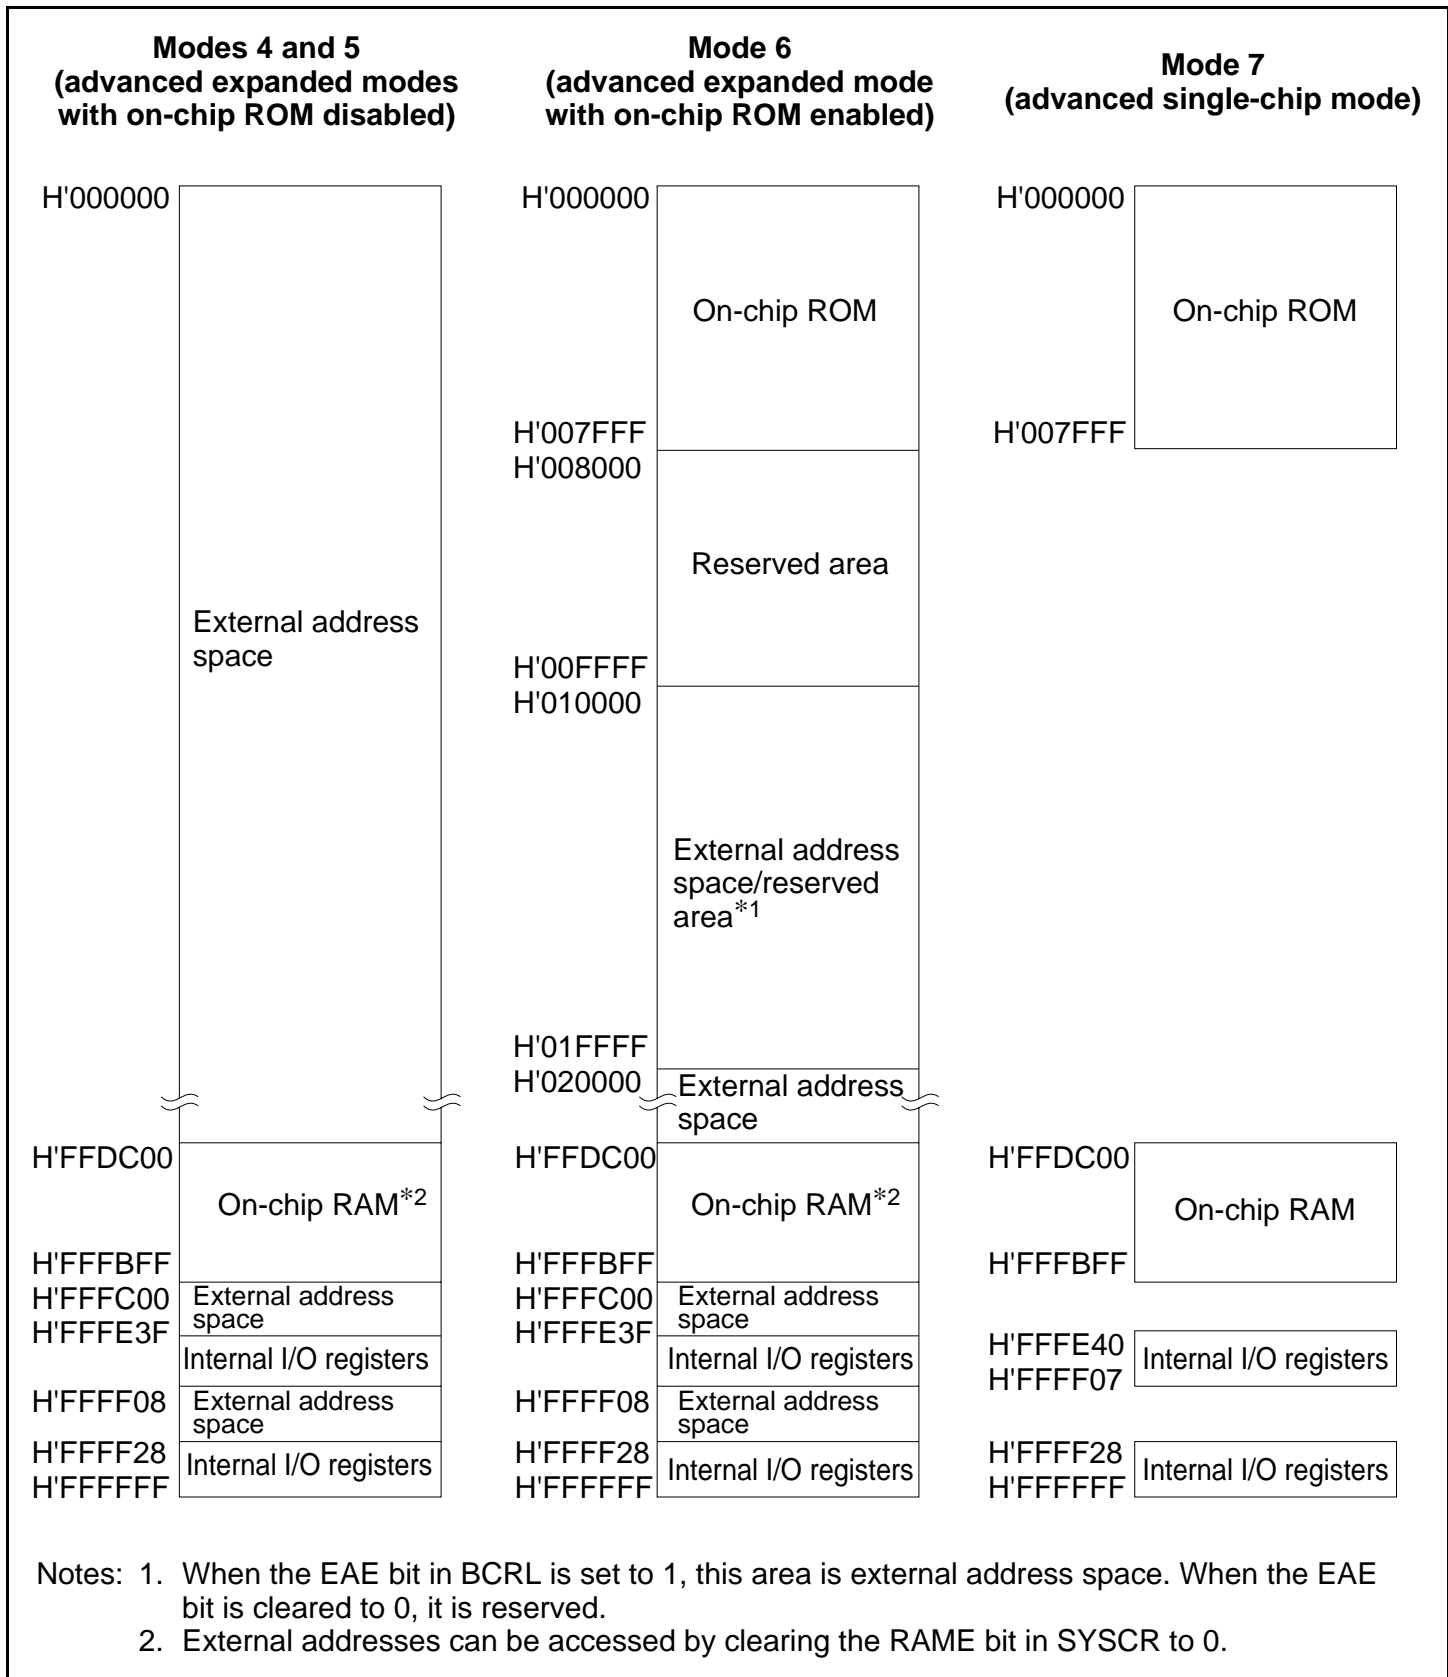 Modes 4 and 5
(advanced expanded modes
with on-chip ROM disabled)
H'000000
External address
space
H'FFDC00
On-chip RAM*2
H'FFFBFF
H'FFFC00
External address
space
H'FFFE3F
Internal I/O registers
H'FFFF08
External address
space
H'FFFF28
Internal I/O registers
H'FFFFFF
Mode 6
(advanced expanded mode
with on-chip ROM enabled)
H'000000
On-chip ROM
H'007FFF
H'008000
Reserved area
H'00FFFF
H'010000
External address
space/reserved
area*1
H'01FFFF
H'020000
External address
space
H'FFDC00
On-chip RAM*2
H'FFFBFF
H'FFFC00
External address
space
H'FFFE3F
Internal I/O registers
H'FFFF08
External address
space
H'FFFF28
Internal I/O registers
H'FFFFFF
Mode 7
(advanced single-chip mode)
H'000000
On-chip ROM
H'007FFF
H'FFDC00
On-chip RAM
H'FFFBFF
H'FFFE40
Internal I/O registers
H'FFFF07
H'FFFF28
Internal I/O registers
H'FFFFFF
Notes: 1. When the EAE bit in BCRL is set to 1, this area is external address space. When the EAE
bit is cleared to 0, it is reserved.
2. External addresses can be accessed by clearing the RAME bit in SYSCR to 0.